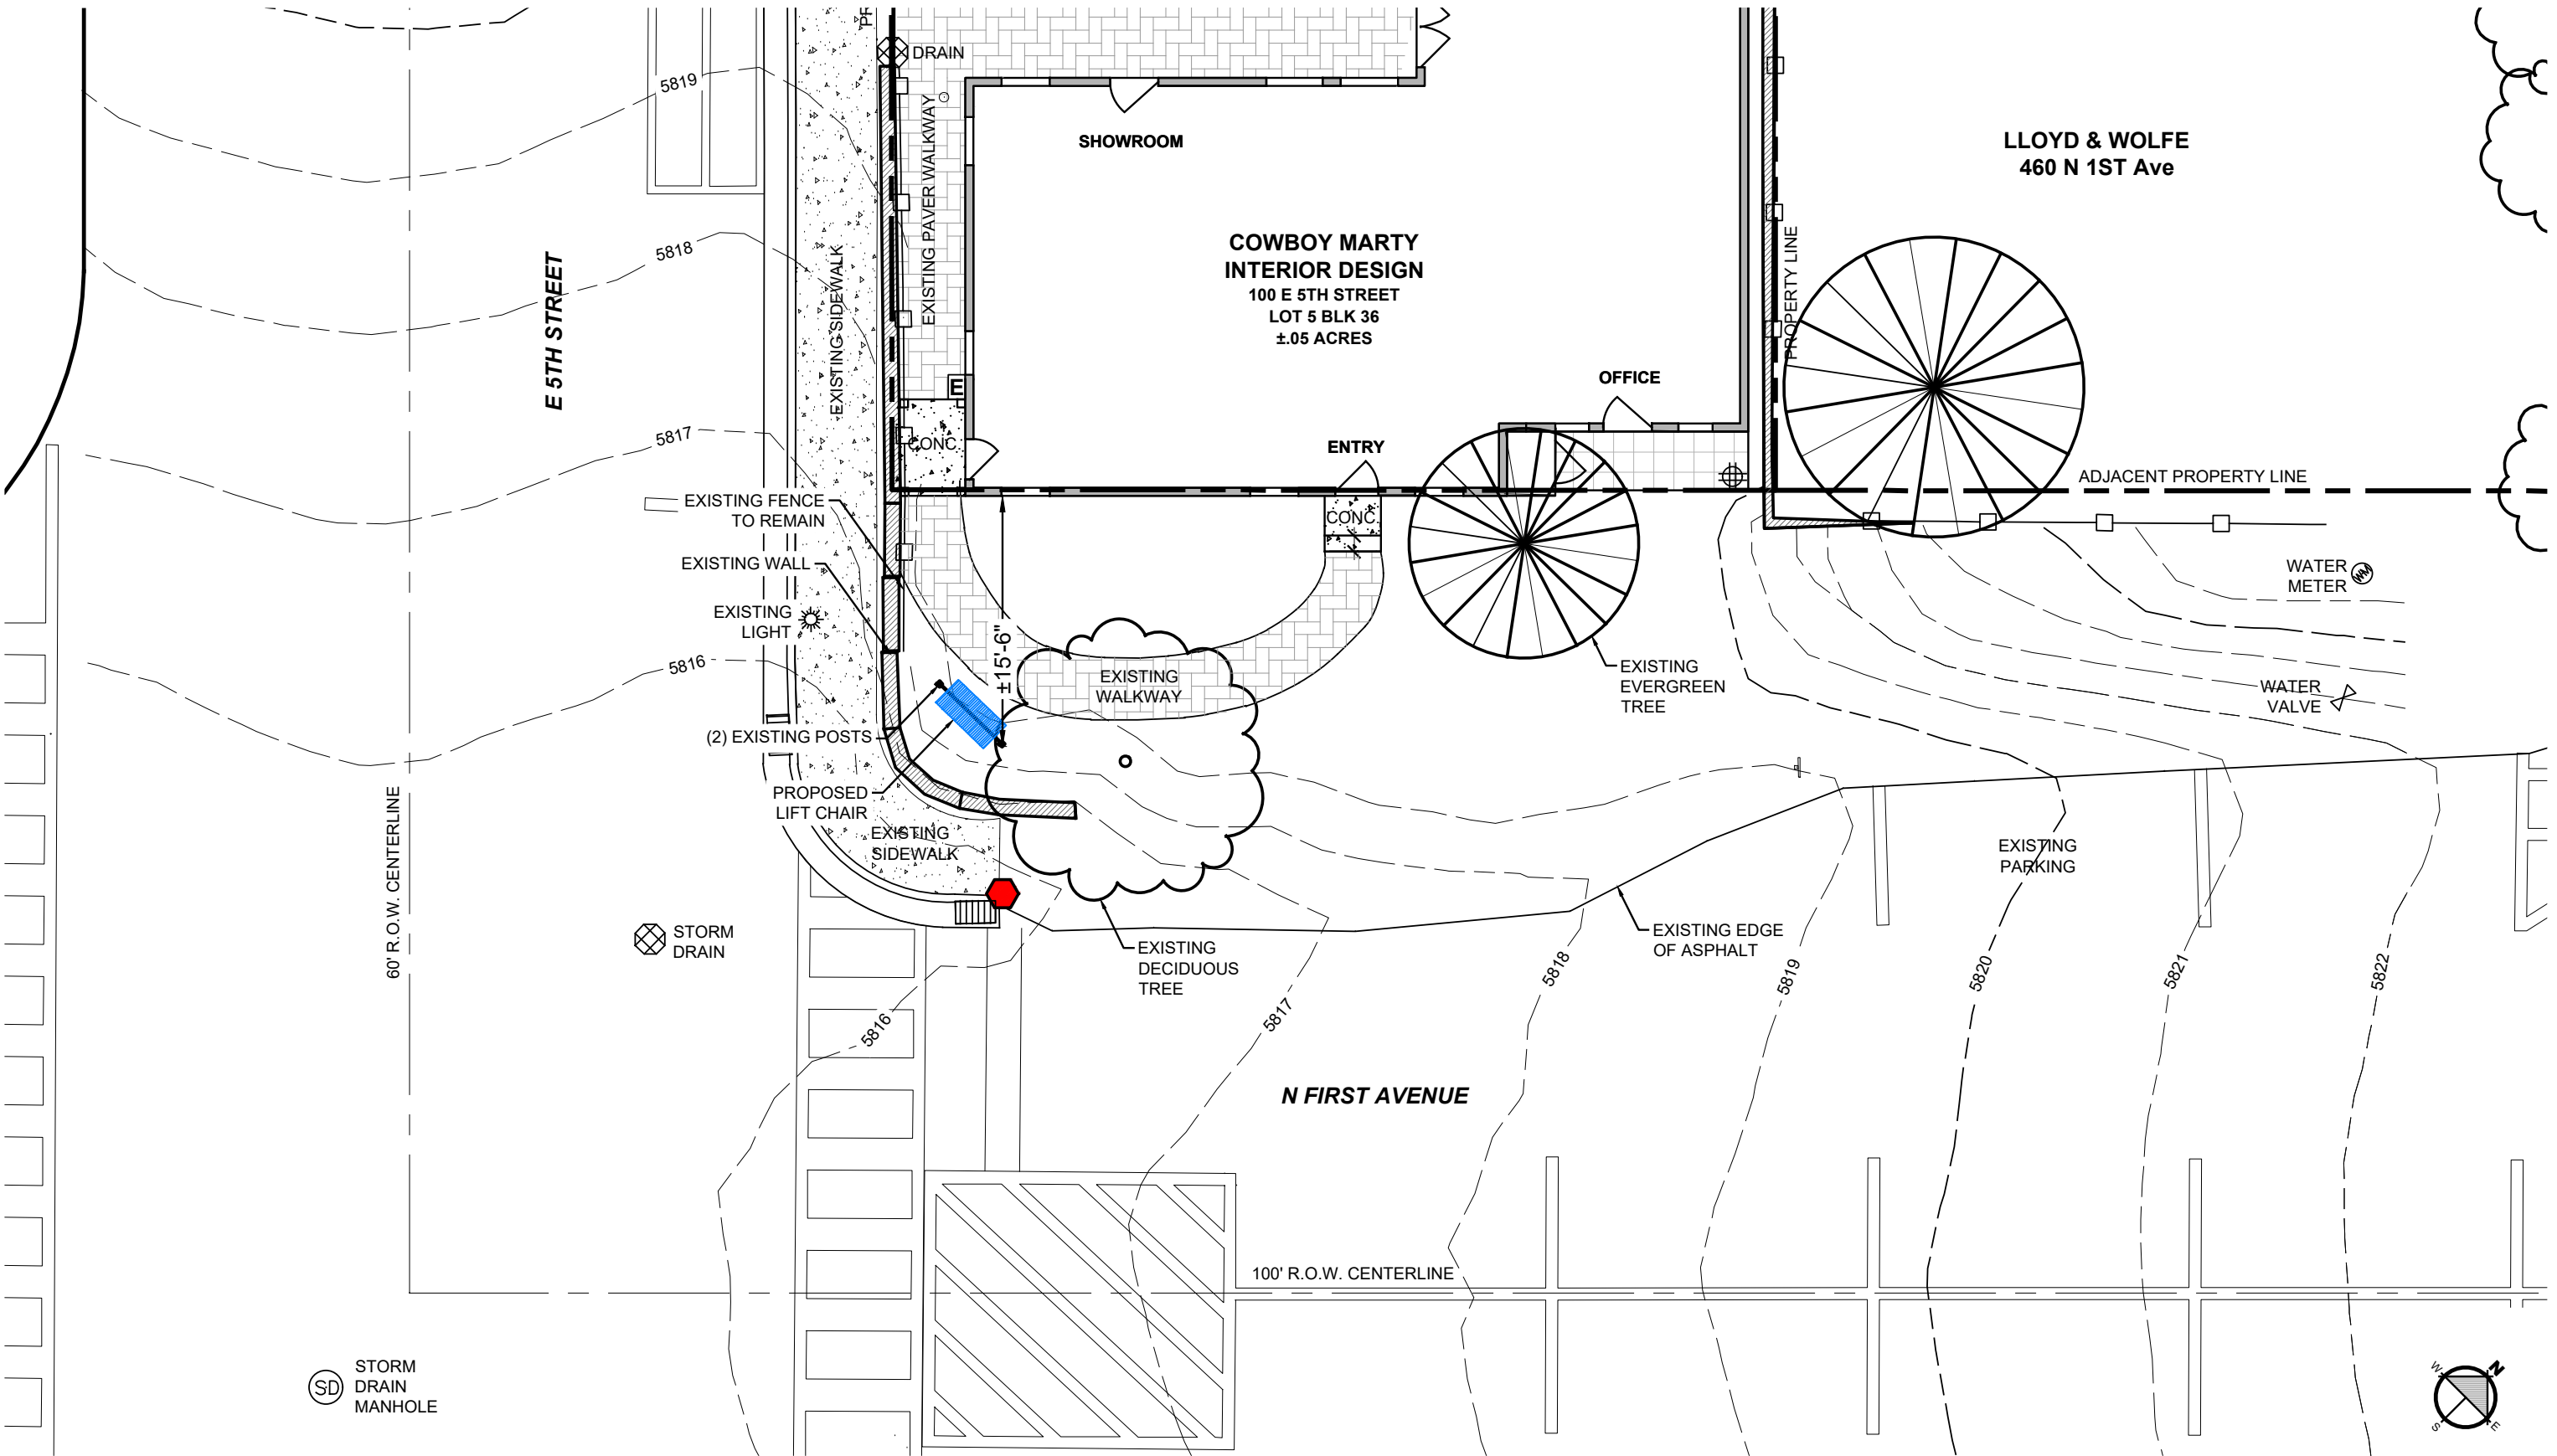 PR
DRAIN
5819
EXISTING PAVER WALKWAY
SHOWROOM
LLOYD & WOLFE
460 N 1ST Ave
5818
E 5TH STREET
EXISTING SIDEWALK
COWBOY MARTY
INTERIOR DESIGN
100 E 5TH STREET
LOT 5 BLK 36
±.05 ACRES
PROPERTY LINE
E
OFFICE
5817
CONC.
ENTRY
ADJACENT PROPERTY LINE
EXISTING FENCE
TO REMAIN
CONC.
EXISTING WALL
WATER
METER
WM
EXISTING
LIGHT
±15'-6"
5816
EXISTING
WALKWAY
EXISTING
EVERGREEN
TREE
WATER
VALVE
(2) EXISTING POSTS
PROPOSED
LIFT CHAIR
EXISTING
SIDEWALK
60' R.O.W. CENTERLINE
EXISTING
PARKING
STORM
DRAIN
EXISTING
DECIDUOUS
TREE
EXISTING EDGE
OF ASPHALT
5816
5817
5818
5819
5820
5821
5822
N FIRST AVENUE
100' R.O.W. CENTERLINE
SD
STORM
DRAIN
MANHOLE
W
N
S
E